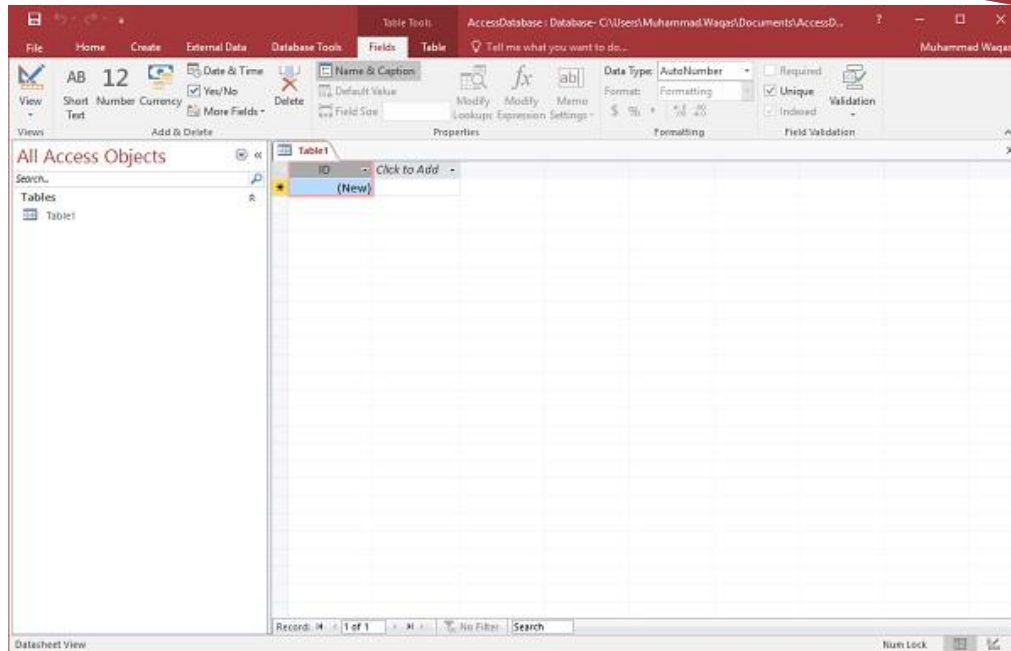 Table Tools AccessDatabase : Database- C:\Users\Muhammad.Waqas\Documents\AccessD... ?
File Home Create External Data Database Tools Fields Table Tell me what you want to do... Muhammad Waqas
View
AB Short Text
12 Number
Currency
Date & Time
Yes/No
More Fields
Delete
Name & Caption
Default Value
Field Size
Modify Lookups
Modify Expression
fx
ab
Memo Settings
Data Type: AutoNumber
Format: Formatting
$ %
Required
Unique
Indexed
Validation
Views Add & Delete Properties Formatting Field Validation
All Access Objects
Search...
Tables
Table1
Table1
ID Click to Add
(New)
Record: 1 of 1 No Filter Search
Datasheet View Num Lock